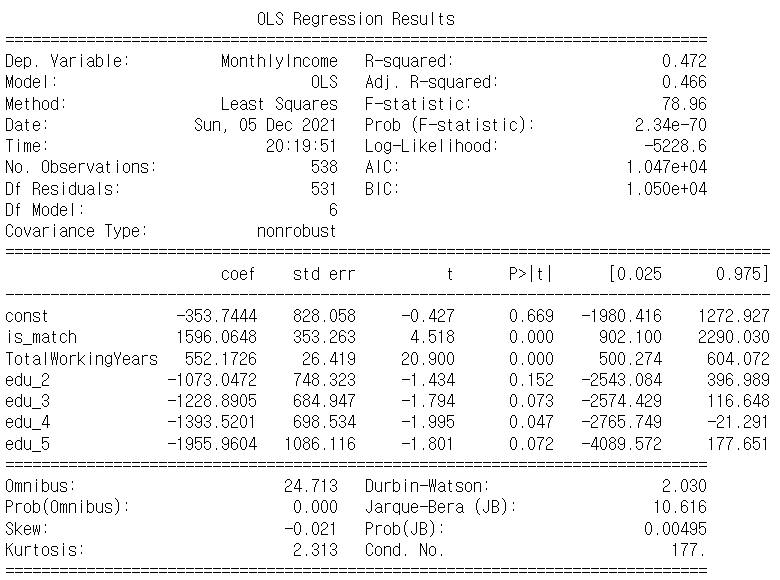 OLS Regression Results
==============================================================================
Dep. Variable: MonthlyIncome R-squared: 0.472
Model: OLS Adj. R-squared: 0.466
Method: Least Squares F-statistic: 78.96
Date: Sun, 05 Dec 2021 Prob (F-statistic): 2.34e-70
Time: 20:19:51 Log-Likelihood: -5228.6
No. Observations: 538 AIC: 1.047e+04
Df Residuals: 531 BIC: 1.050e+04
Df Model: 6
Covariance Type: nonrobust
=====================================================================================
coef std err t P>|t| [0.025 0.975]
-------------------------------------------------------------------------------------
const -353.7444 828.058 -0.427 0.669 -1980.416 1272.927
is_match 1596.0648 353.263 4.518 0.000 902.100 2290.030
TotalWorkingYears 552.1726 26.419 20.900 0.000 500.274 604.072
edu_2 -1073.0472 748.323 -1.434 0.152 -2543.084 396.989
edu_3 -1228.8905 684.947 -1.794 0.073 -2574.429 116.648
edu_4 -1393.5201 698.534 -1.995 0.047 -2765.749 -21.291
edu_5 -1955.9604 1086.116 -1.801 0.072 -4089.572 177.651
==============================================================================
Omnibus: 24.713 Durbin-Watson: 2.030
Prob(Omnibus): 0.000 Jarque-Bera (JB): 10.616
Skew: -0.021 Prob(JB): 0.00495
Kurtosis: 2.313 Cond. No. 177.
==============================================================================